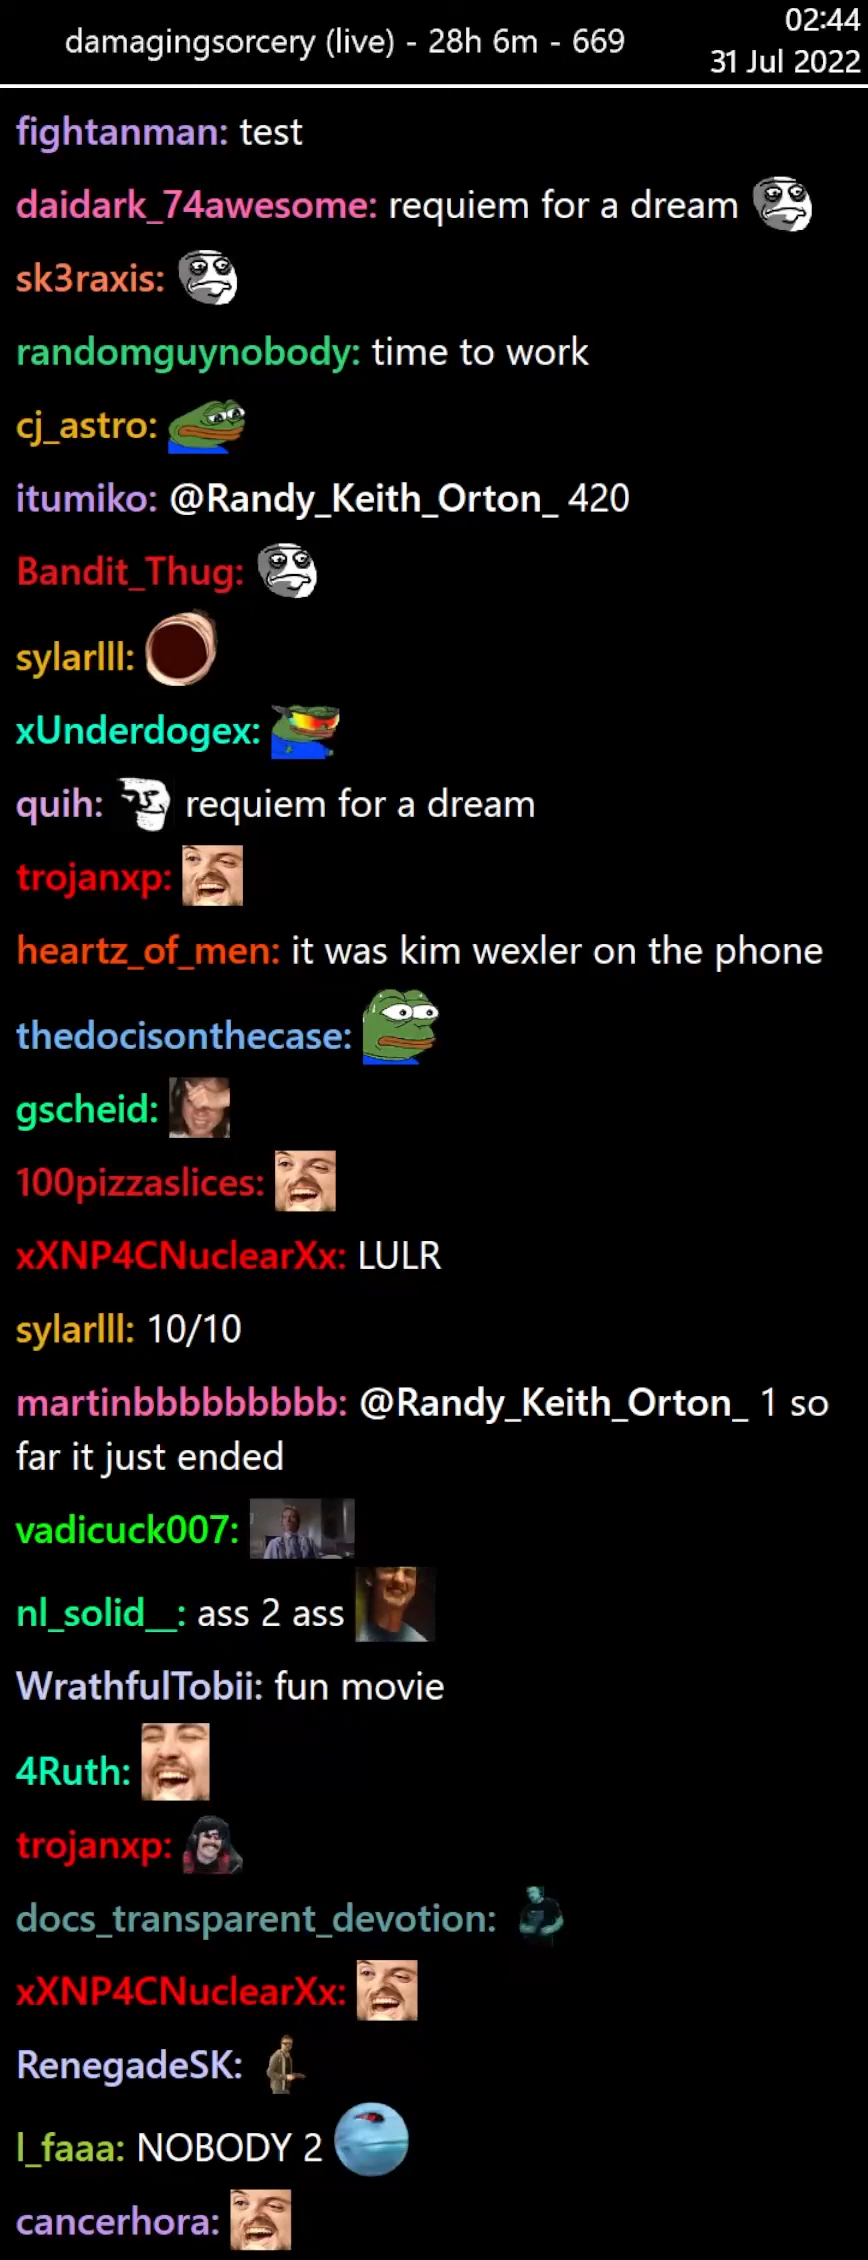 damagingsorcery (live) - 28h 6m - 669
02:44
31 Jul 2022
fightanman: test
daidark_74awesome: requiem for a dream
sk3raxis:
randomguynobody: time to work
cj_astro:
itumiko: @Randy_Keith_Orton_ 420
Bandit_Thug:
sylarlll:
xUnderdogex:
quih: requiem for a dream
trojanxp:
heartz_of_men: it was kim wexler on the phone
thedocisonthecase:
gscheid:
100pizzaslices:
xXNP4CNuclearXx: LULR
sylarlll: 10/10
martinbbbbbbbbbb: @Randy_Keith_Orton_ 1 so
far it just ended
vadicuck007:
nl_solid__: ass 2 ass
WrathfulTobii: fun movie
4Ruth:
trojanxp:
docs_transparent_devotion:
xXNP4CNuclearXx:
RenegadeSK:
l_faaa: NOBODY 2
cancerhora: